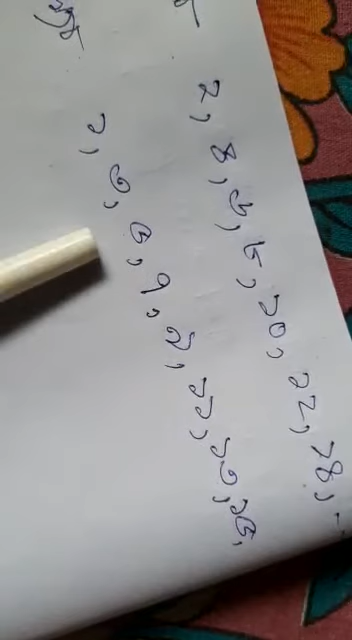 ২, ৪, ৬, ৮, ১০, ১২, ১৪,
১, ৩, ৫, ৭, ৯, ১১, ১৩, ১৫,